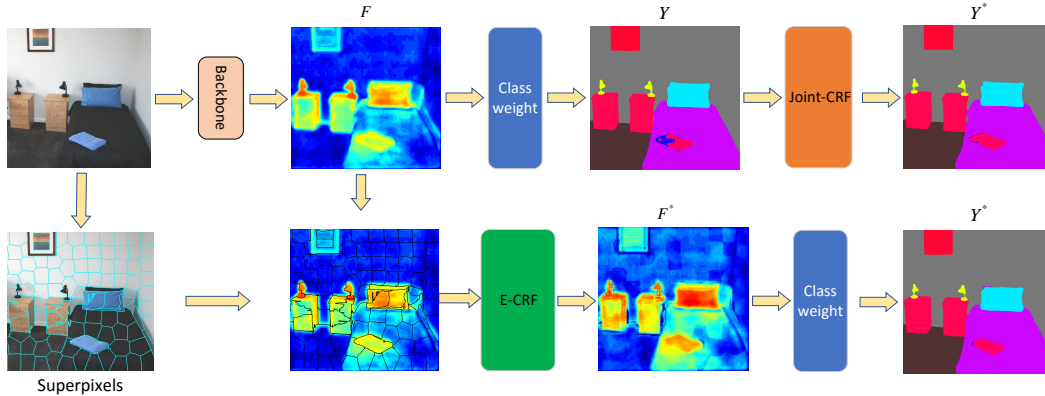 F
Y
Y*
Backbone
Class
weight
Joint-CRF
F*
Y*
E-CRF
Class
weight
Superpixels